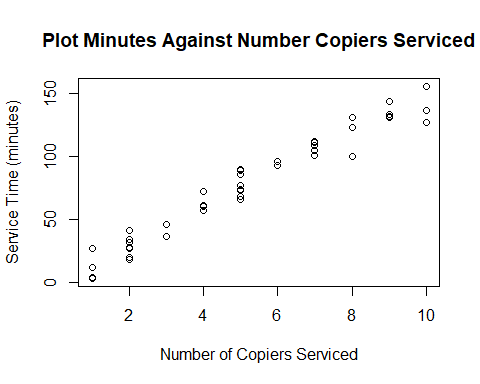 Plot Minutes Against Number Copiers Serviced
Service Time (minutes)
150
100
50
0
2 4 6 8 10
Number of Copiers Serviced